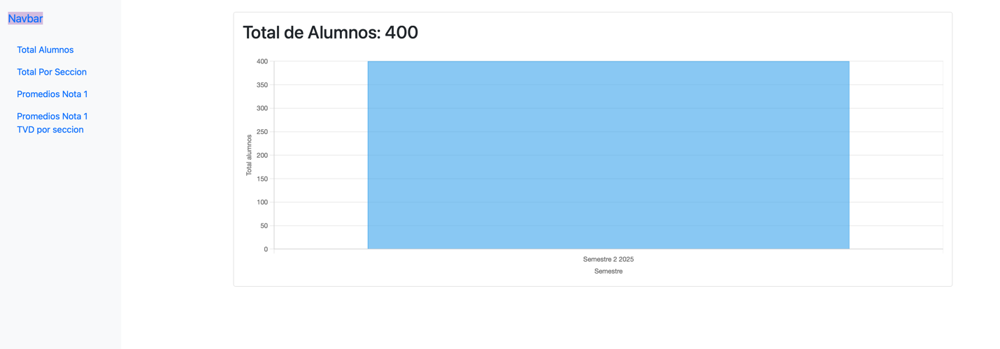 Navbar
Total Alumnos
Total Por Seccion
Promedios Nota 1
Promedios Nota 1
TVD por seccion
Total de Alumnos: 400
400
350
300
250
200
150
100
50
0
Total alumnos
Semestre 2 2025
Semestre